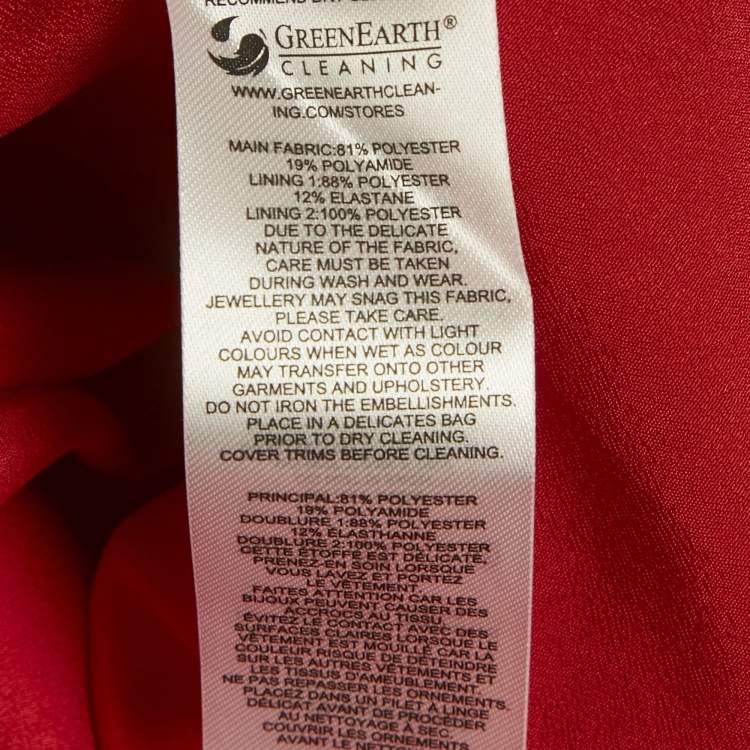 RECOMMEND DRY CLEANING
GREENEARTH®
CLEANING
WWW.GREENEARTHCLEAN-
ING.COM/STORES
MAIN FABRIC:81% POLYESTER
19% POLYAMIDE
LINING 1:88% POLYESTER
12% ELASTANE
LINING 2:100% POLYESTER
DUE TO THE DELICATE
NATURE OF THE FABRIC,
CARE MUST BE TAKEN
DURING WASH AND WEAR.
JEWELLERY MAY SNAG THIS FABRIC,
PLEASE TAKE CARE.
AVOID CONTACT WITH LIGHT
COLOURS WHEN WET AS COLOUR
MAY TRANSFER ONTO OTHER
GARMENTS AND UPHOLSTERY.
DO NOT IRON THE EMBELLISHMENTS.
PLACE IN A DELICATES BAG
PRIOR TO DRY CLEANING.
COVER TRIMS BEFORE CLEANING.
PRINCIPAL:81% POLYESTER
19% POLYAMIDE
DOUBLURE 1:88% POLYESTER
12% ÉLASTHANNE
DOUBLURE 2:100% POLYESTER
CETTE ÉTOFFE EST DÉLICATE,
PRENEZ-EN SOIN LORSQUE
VOUS LAVEZ ET PORTEZ
LE VÊTEMENT.
FAITES ATTENTION CAR LES
BIJOUX PEUVENT CAUSER DES
ACCROCS AU TISSU.
ÉVITEZ LE CONTACT AVEC DES
SURFACES CLAIRES LORSQUE LE
VÊTEMENT EST MOUILLÉ CAR LA
COULEUR RISQUE DE DÉTEINDRE
SUR LES AUTRES VÊTEMENTS ET
LES TISSUS D'AMEUBLEMENT.
NE PAS REPASSER LES ORNEMENTS.
PLACEZ DANS UN FILET À LINGE
DÉLICAT AVANT DE PROCÉDER
AU NETTOYAGE À SEC.
COUVRIR LES ORNEMENTS
AVANT LE NETTOYAGE